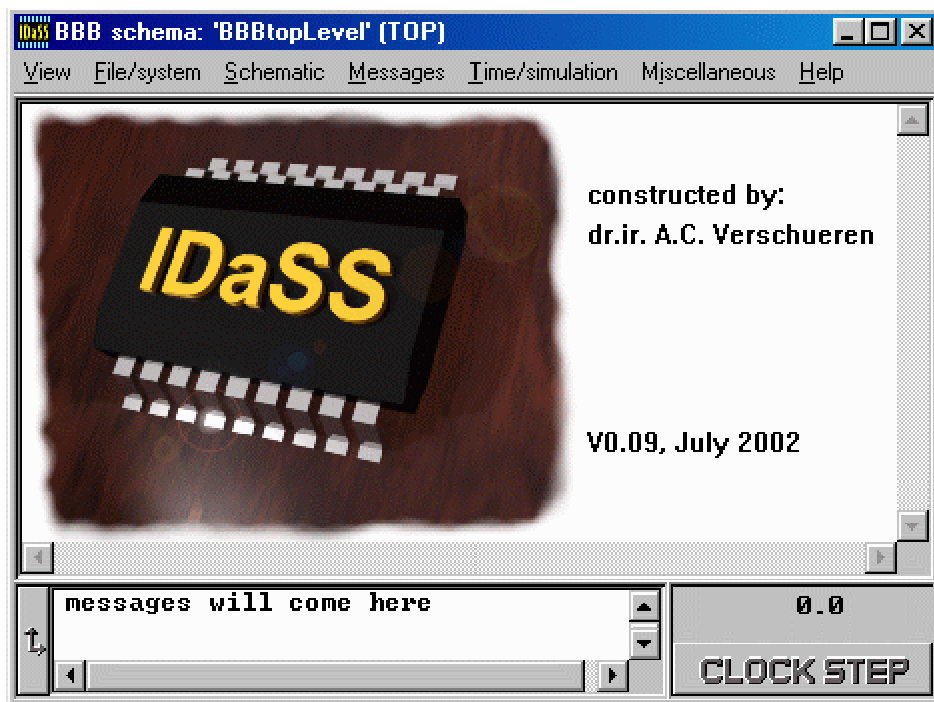 IDaSS BBB schema: 'BBBtopLevel' (TOP)
View File/system Schematic Messages Time/simulation Miscellaneous Help
IDaSS
constructed by:
dr.ir. A.C. Verschueren
V0.09, July 2002
messages will come here
0.0
CLOCK STEP